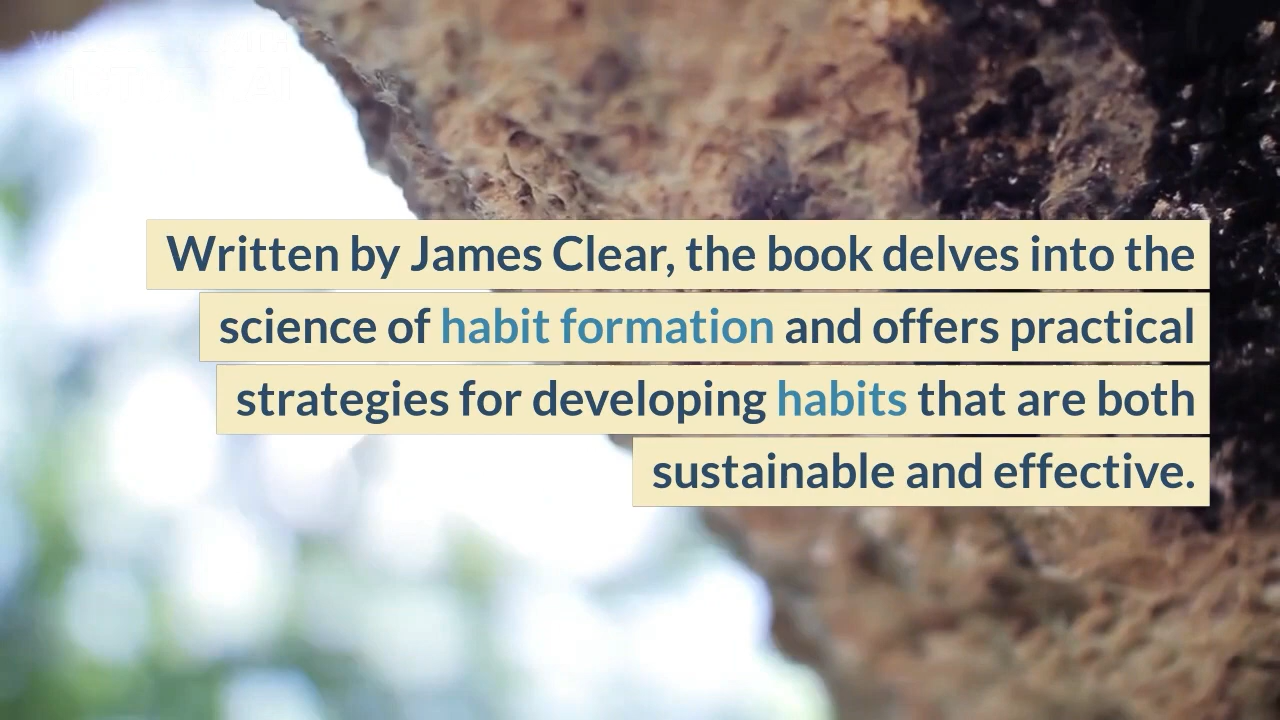 Written by James Clear, the book delves into the
science of habit formation and offers practical
strategies for developing habits that are both
sustainable and effective.